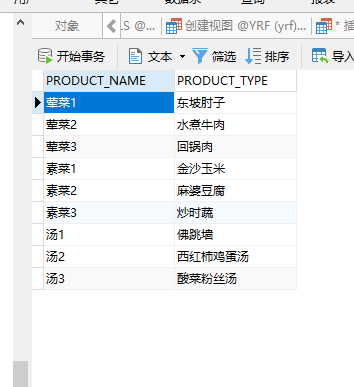 对象 @... 创建视图 @YRF (yrf)... * 插
开始事务 文本 筛选 排序 导入
PRODUCT_NAME PRODUCT_TYPE
荤菜1 东坡肘子
荤菜2 水煮牛肉
荤菜3 回锅肉
素菜1 金沙玉米
素菜2 麻婆豆腐
素菜3 炒时蔬
汤1 佛跳墙
汤2 西红柿鸡蛋汤
汤3 酸菜粉丝汤